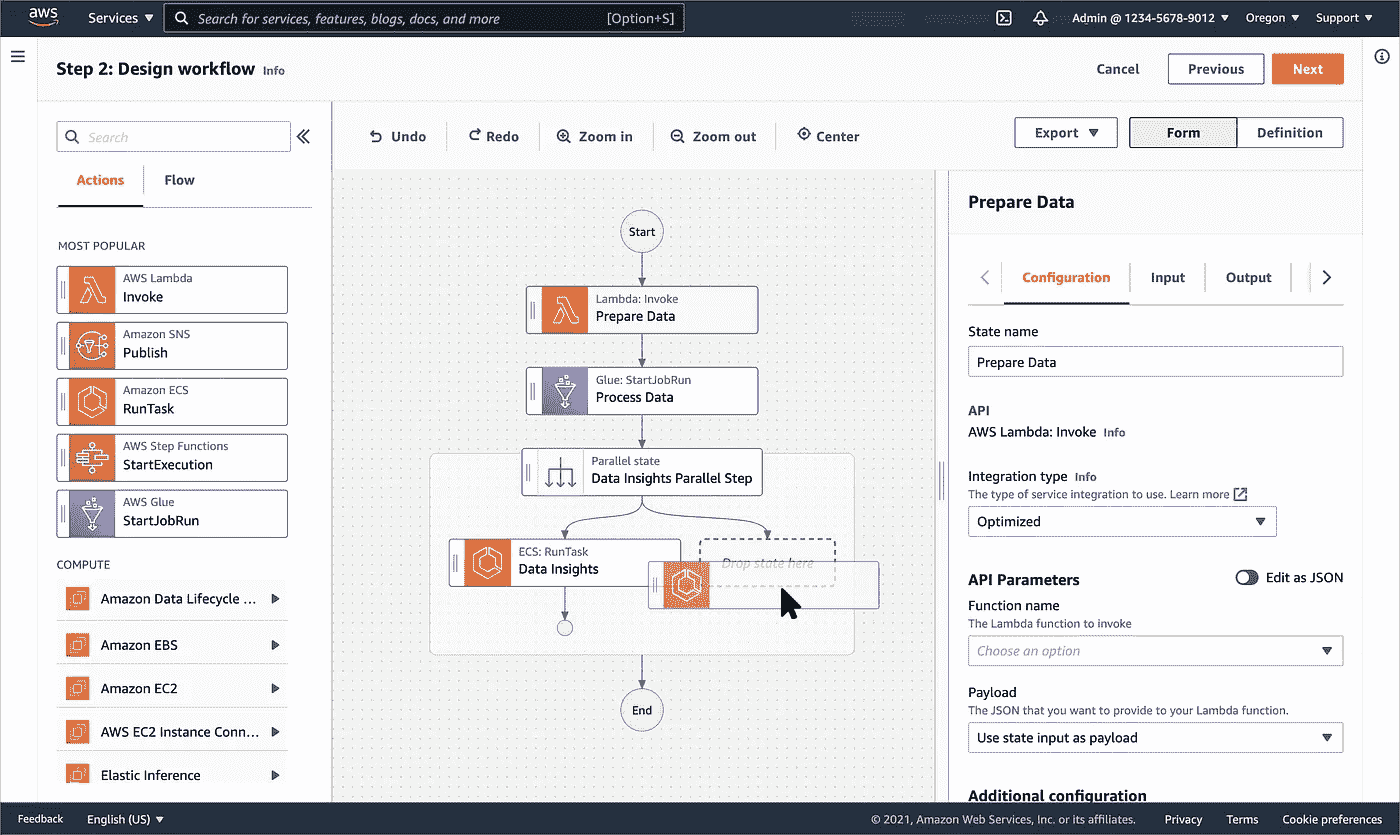 aws
Services
Search for services, features, blogs, docs, and more
[Option+S]
Admin @ 1234-5678-9012
Oregon
Support
Step 2: Design workflow Info
Cancel
Previous
Next
Search
Undo
Redo
Zoom in
Zoom out
Center
Export
Form
Definition
Actions
Flow
MOST POPULAR
AWS Lambda
Invoke
Amazon SNS
Publish
Amazon ECS
RunTask
AWS Step Functions
StartExecution
AWS Glue
StartJobRun
COMPUTE
Amazon Data Lifecycle ...
Amazon EBS
Amazon EC2
AWS EC2 Instance Conn...
Elastic Inference
Start
Lambda: Invoke
Prepare Data
Glue: StartJobRun
Process Data
Parallel state
Data Insights Parallel Step
ECS: RunTask
Data Insights
Drop state here
End
Prepare Data
Configuration
Input
Output
State name
Prepare Data
API
AWS Lambda: Invoke Info
Integration type Info
The type of service integration to use. Learn more
Optimized
API Parameters
Edit as JSON
Function name
The Lambda function to invoke
Choose an option
Payload
The JSON that you want to provide to your Lambda function.
Use state input as payload
Additional configuration
Feedback
English (US)
© 2021, Amazon Web Services, Inc. or its affiliates.
Privacy
Terms
Cookie preferences